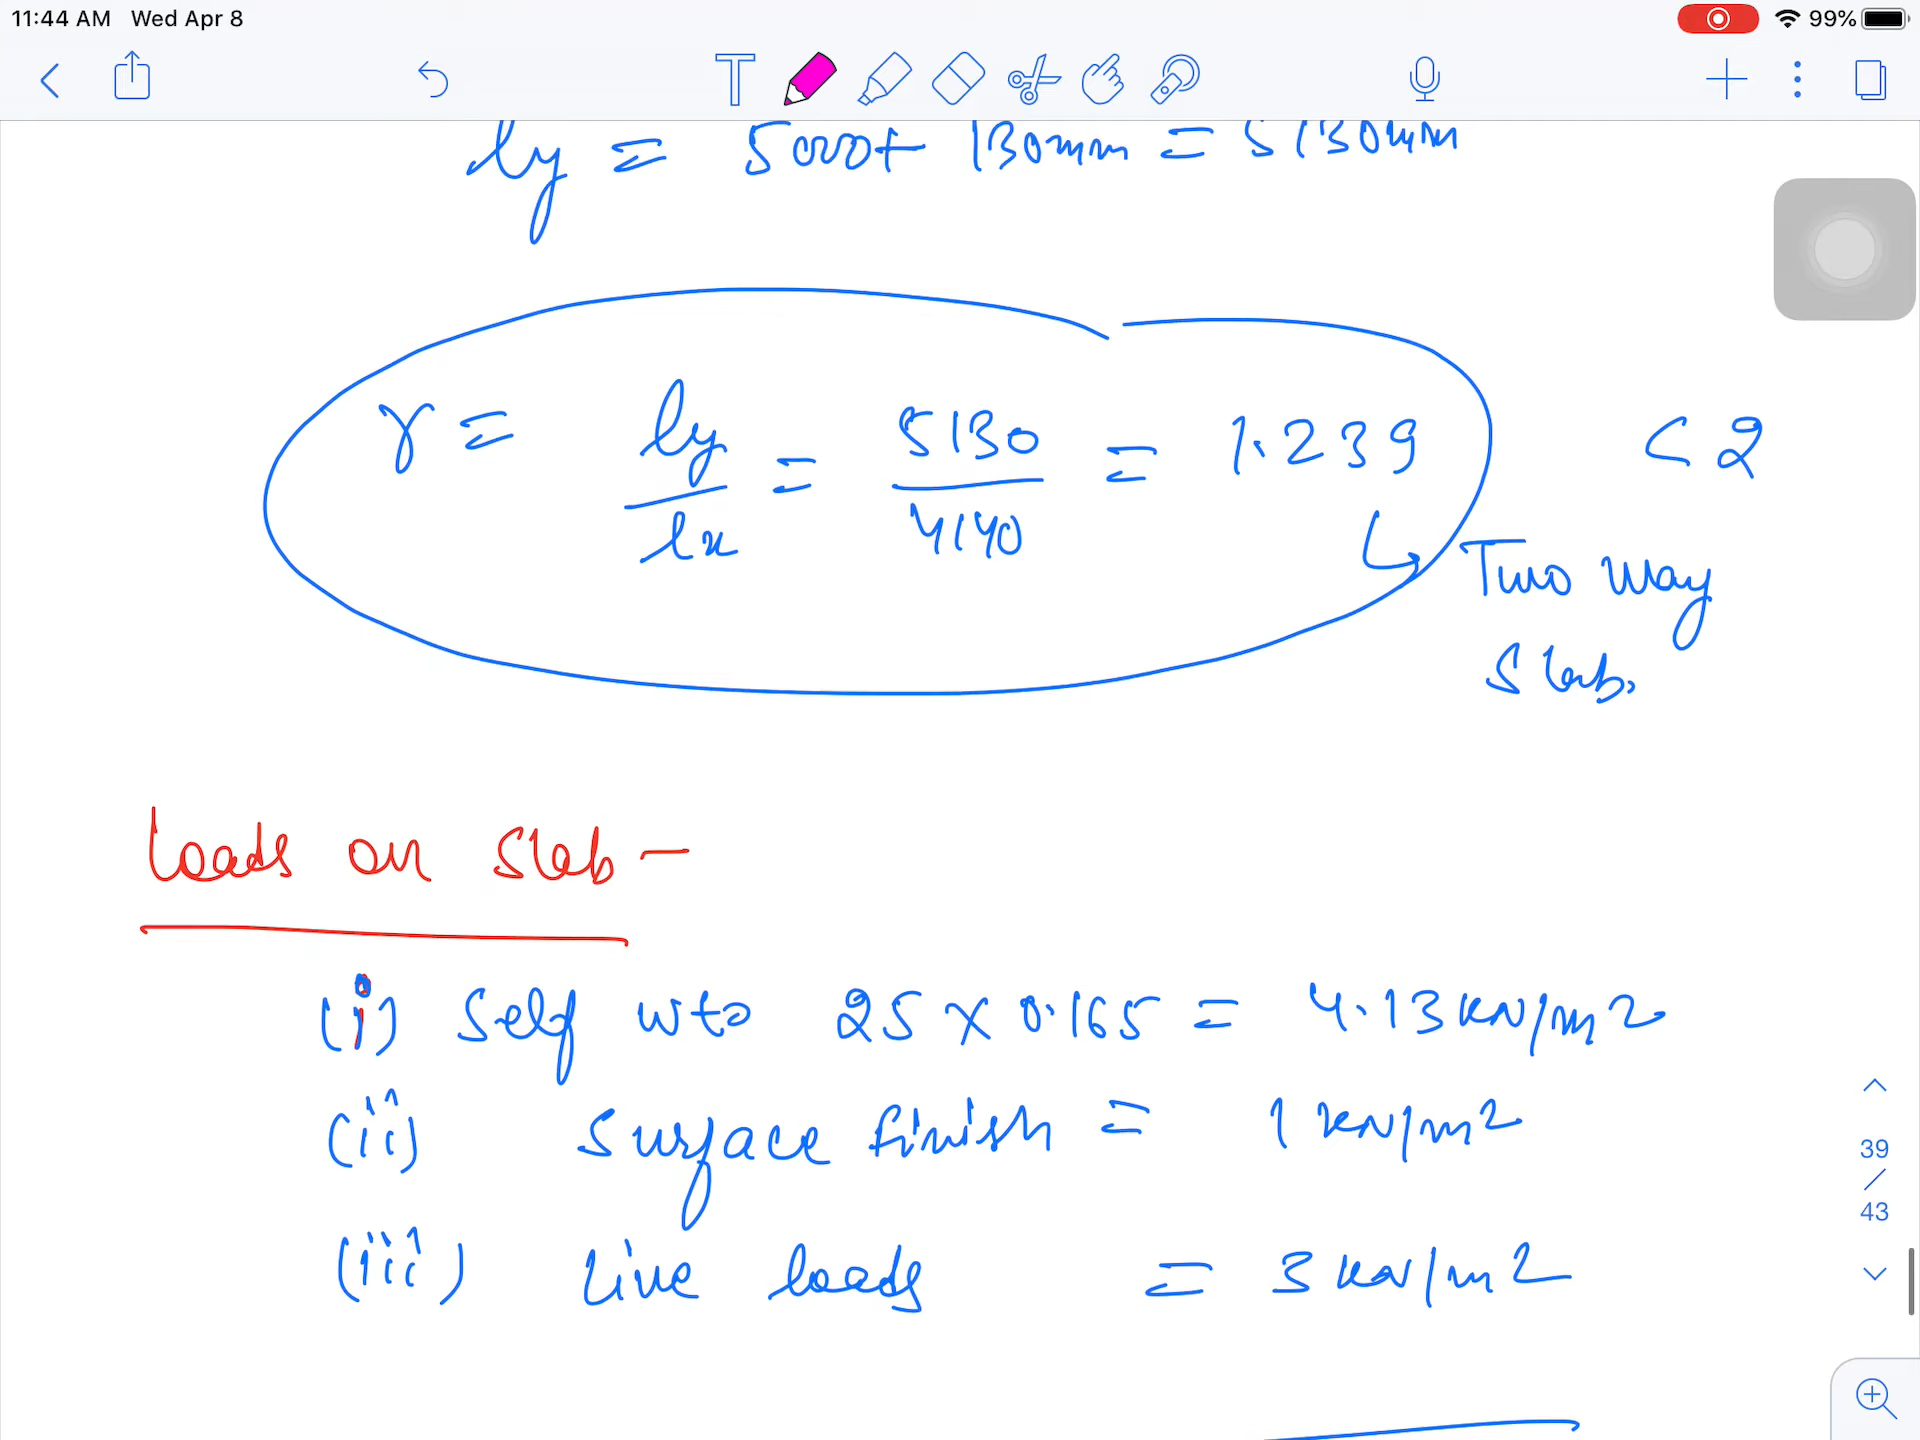 11:44 AM Wed Apr 8 99%
ly = 5000+ 130mm = 5130mm
γ = ly/lx = 5130/4140 = 1.239 < 2
↳ Two way
Slab.
Loads on Slab -
(i) Self wt. 25 × 0.165 = 4.13 kN/m2
(ii) Surface finish = 1 kN/m2
(iii) Live loads = 3 kN/m2
39
/
43